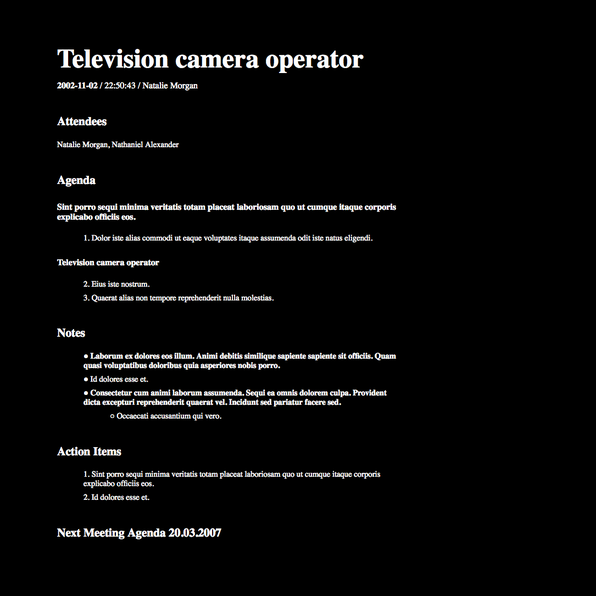 Television camera operator
2002-11-02 / 22:50:43 / Natalie Morgan
Attendees
Natalie Morgan, Nathaniel Alexander
Agenda
Sint porro sequi minima veritatis totam placeat laboriosam quo ut cumque itaque corporis
explicabo officiis eos.
1. Dolor iste alias commodi ut eaque voluptates itaque assumenda odit iste natus eligendi.
Television camera operator
2. Eius iste nostrum.
3. Quaerat alias non tempore reprehenderit nulla molestias.
Notes
● Laborum ex dolores eos illum. Animi debitis similique sapiente sapiente sit officiis. Quam
quasi voluptatibus doloribus quia asperiores nobis porro.
● Id dolores esse et.
● Consectetur cum animi laborum assumenda. Sequi ea omnis dolorem culpa. Provident
dicta excepturi reprehenderit quaerat vel. Incidunt sed pariatur facere sed.
○ Occaecati accusantium qui vero.
Action Items
1. Sint porro sequi minima veritatis totam placeat laboriosam quo ut cumque itaque corporis
explicabo officiis eos.
2. Id dolores esse et.
Next Meeting Agenda 20.03.2007